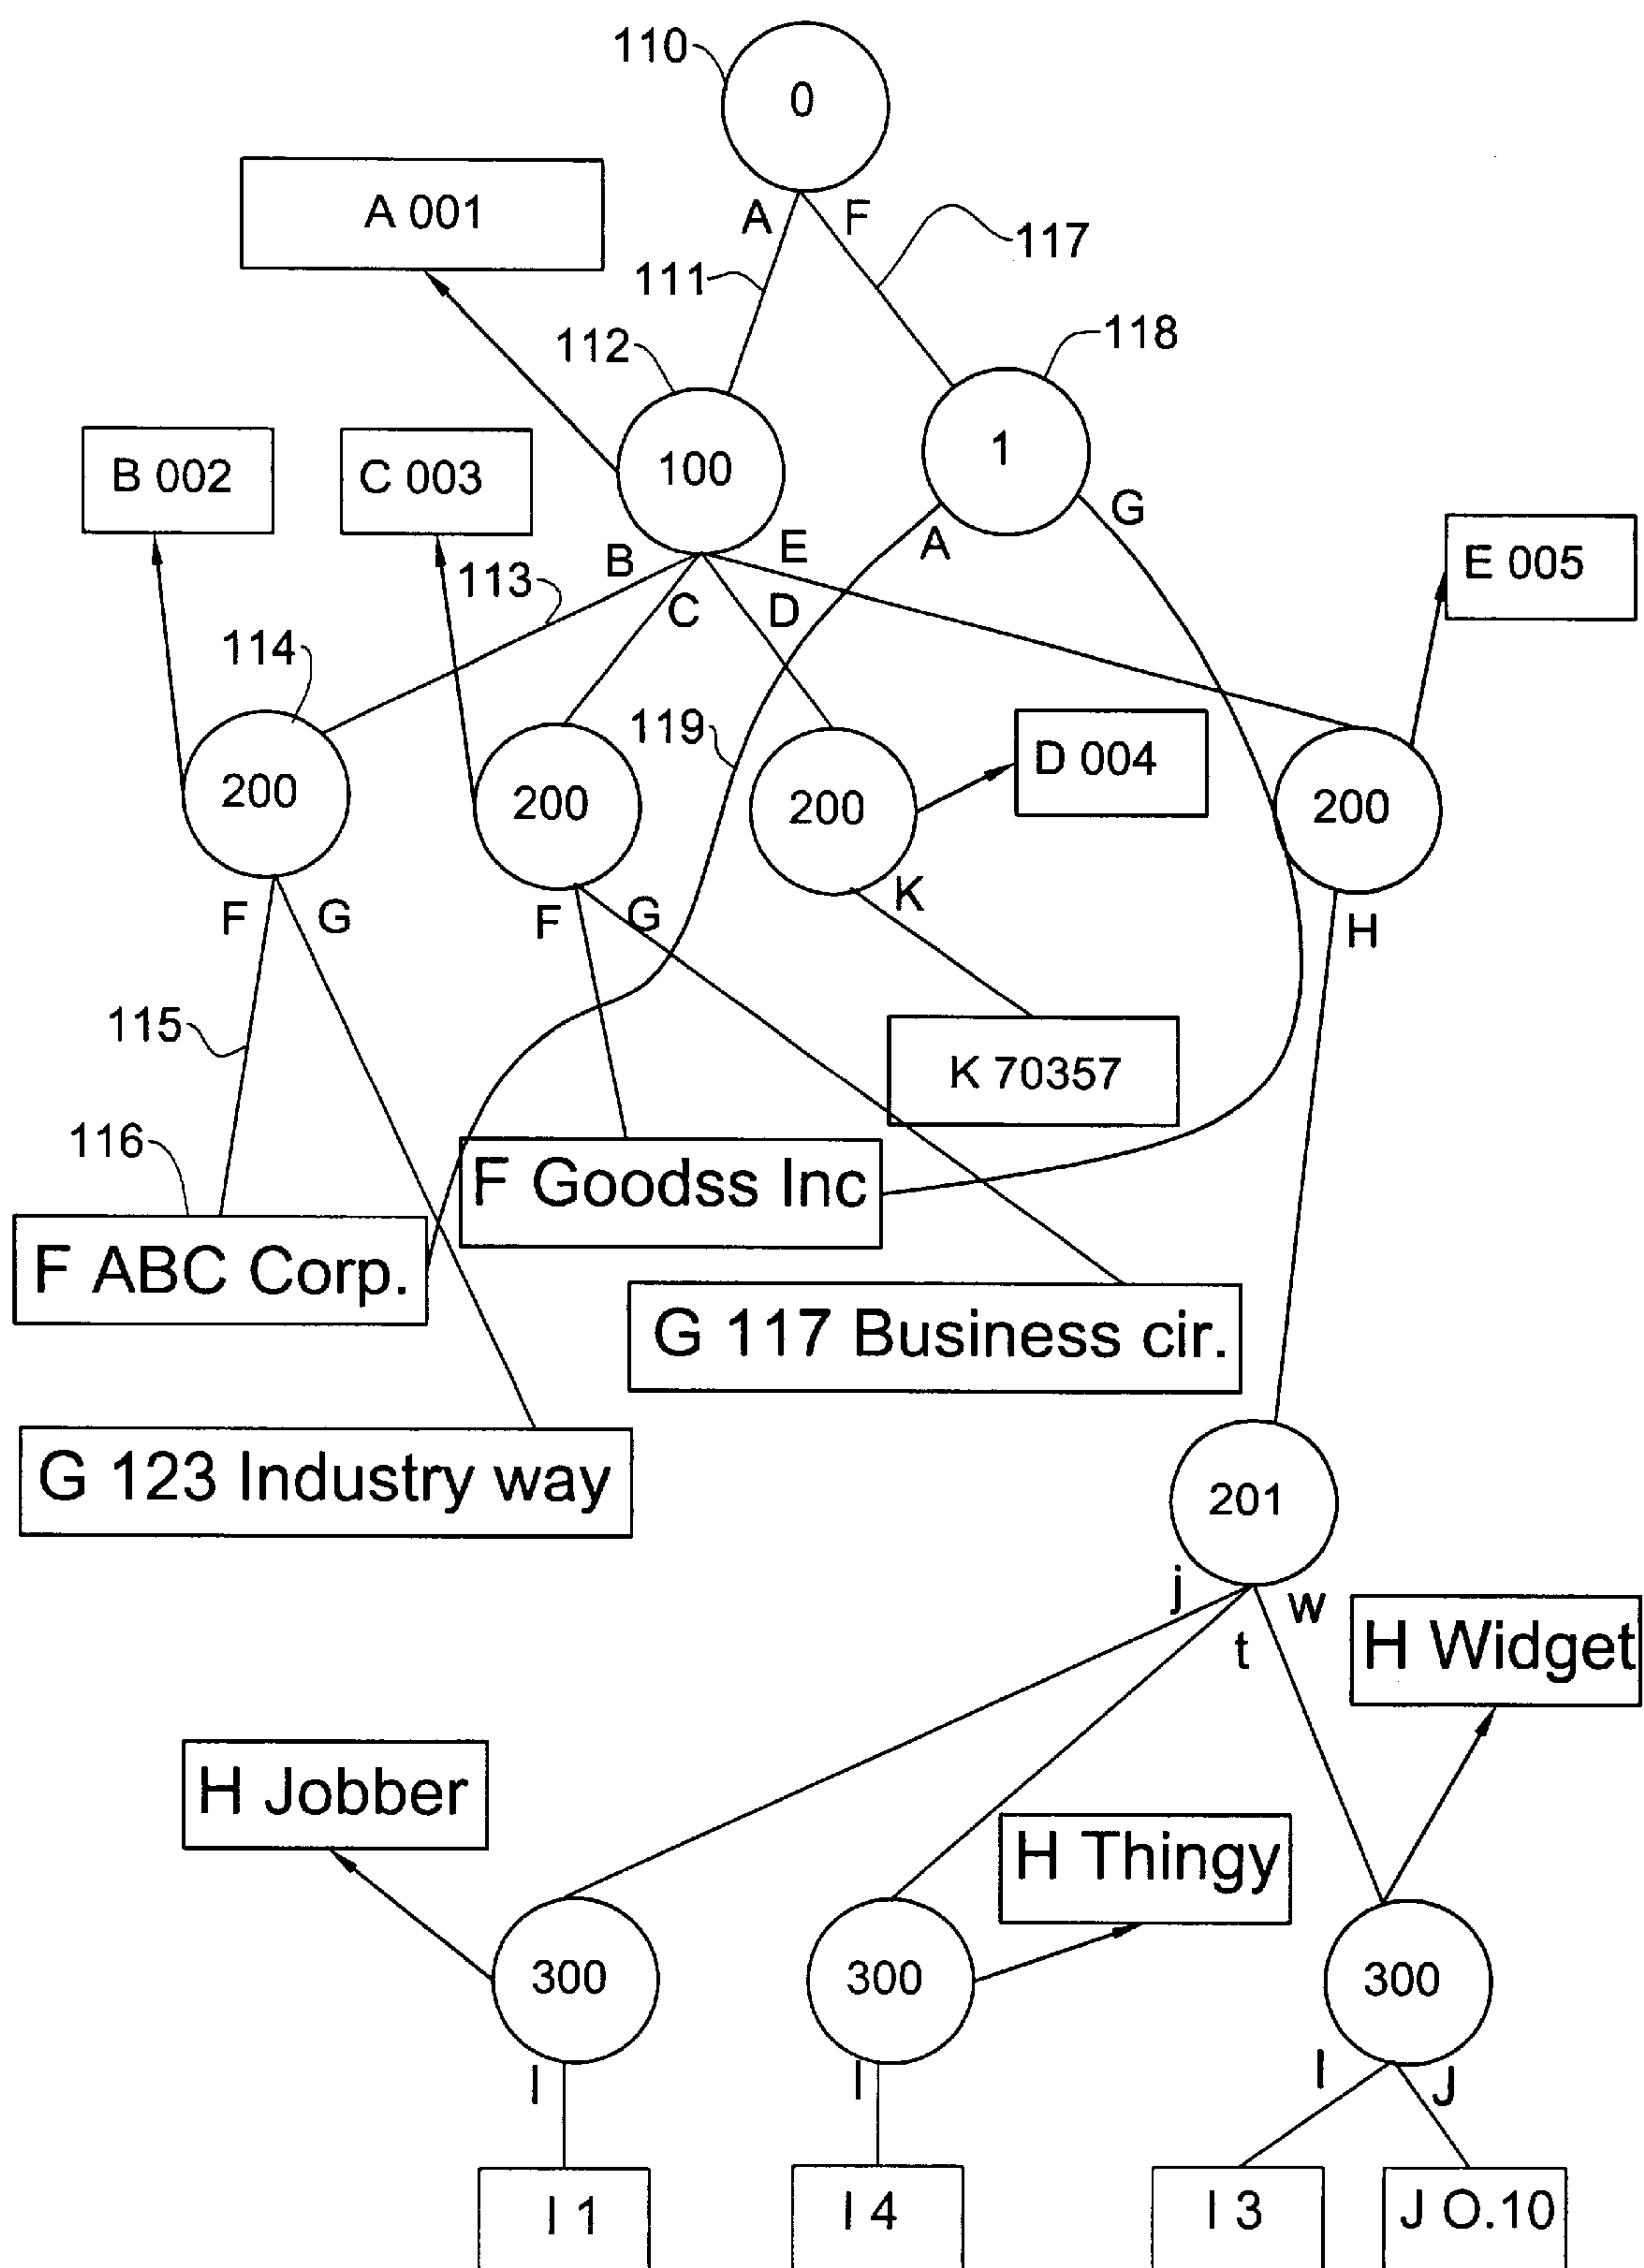 110
0
A 001
A
F
117
111
112
118
100
1
B 002
C 003
G
A
B
E
E 005
113
C
D
114
119
D 004
200
200
200
200
K
F
G
F
G
H
115
K 70357
116
F Goodss Inc
F ABC Corp.
G 117 Business cir.
G 123 Industry way
201
j
w
t
H Widget
H Jobber
H Thingy
300
300
300
I
I
I
J
I 1
I 4
I 3
J O.10